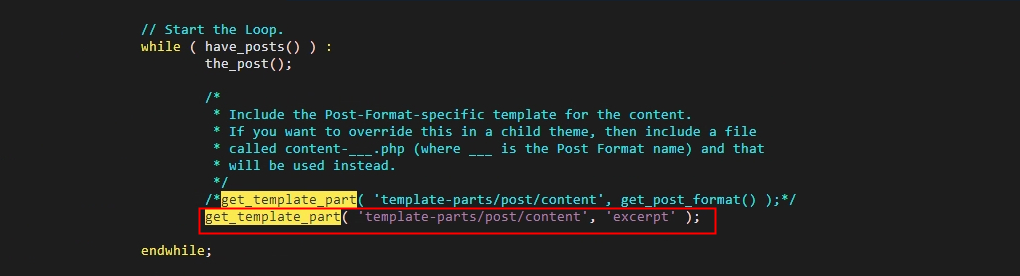 // Start the Loop.
while ( have_posts() ) :
the_post();
/*
* Include the Post-Format-specific template for the content.
* If you want to override this in a child theme, then include a file
* called content-___.php (where ___ is the Post Format name) and that
* will be used instead.
*/
/*get_template_part( 'template-parts/post/content', get_post_format() );*/
get_template_part( 'template-parts/post/content', 'excerpt' );
endwhile;